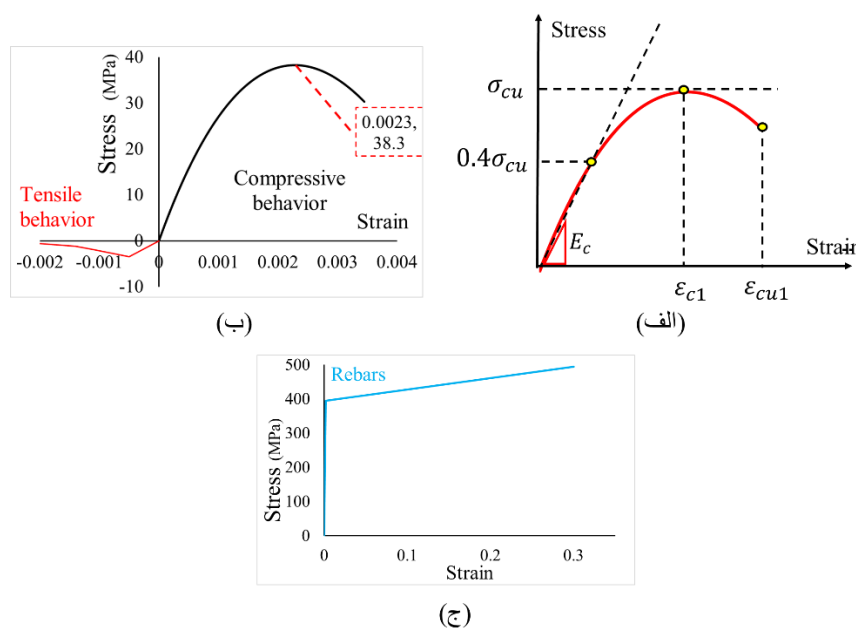 40
30
20
10
0
-10
Stress (MPa)
0.0023,
38.3
Compressive
behavior
Tensile
behavior
Strain
-0.002
-0.001
0
0.001
0.002
0.003
0.004
(ب)
Stress
σcu
0.4σcu
Ec
Strain
εc1
εcu1
(الف)
500
400
300
200
100
0
Stress (MPa)
Rebars
0
0.1
0.2
0.3
Strain
(ج)